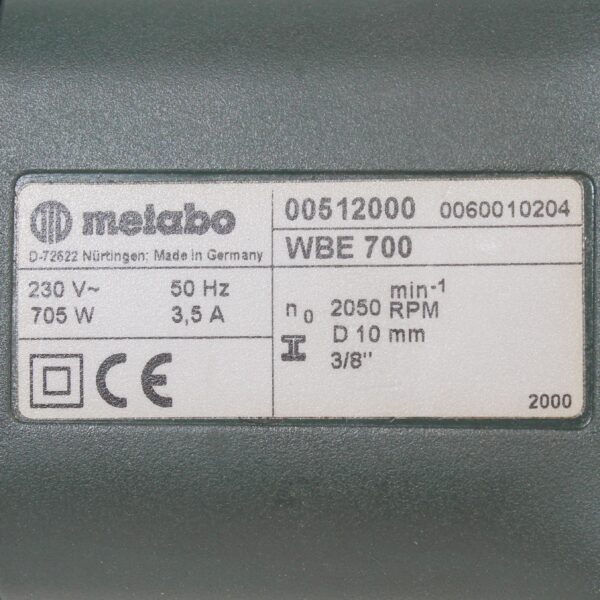 metabo
D-72622 Nürtingen: Made in Germany
00512000 0060010204
WBE 700
230 V~ 50 Hz
705 W 3,5 A
n₀ 2050 min⁻¹ RPM
D 10 mm
3/8"
CE
2000